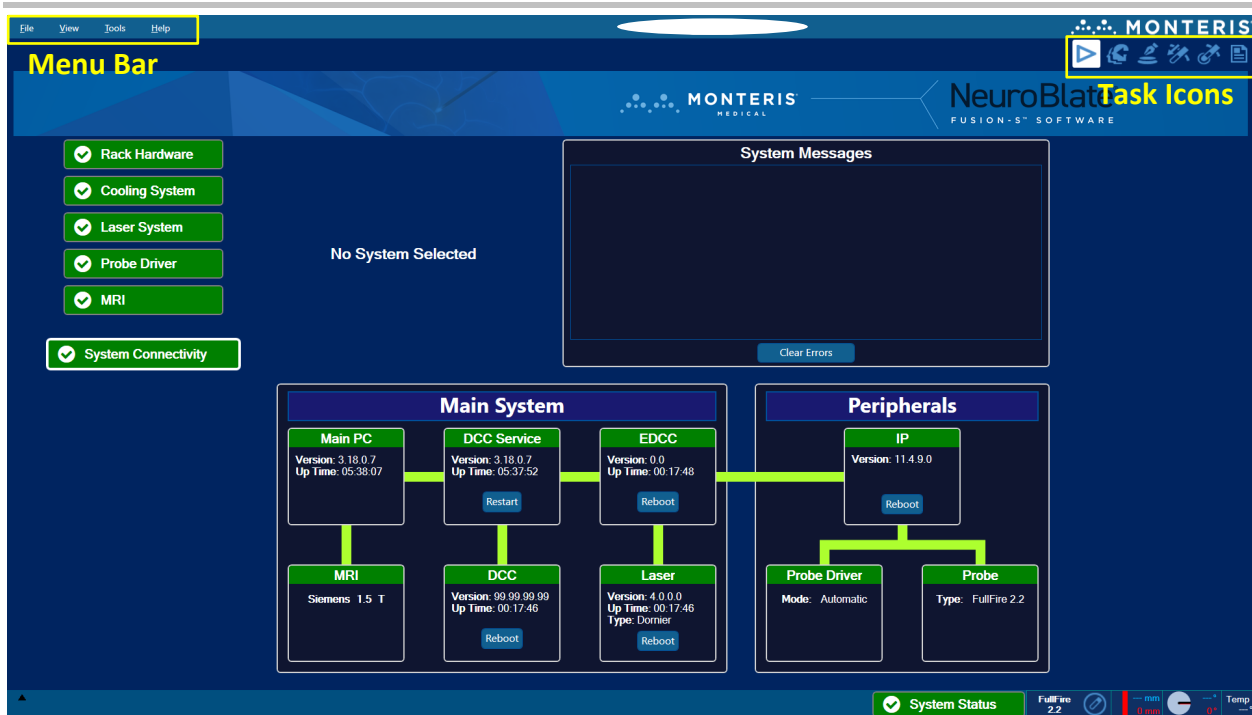 File View Tools Help
MONTERIS
Menu Bar
Task Icons
MONTERIS
MEDICAL
NeuroBlate
FUSION-S™ SOFTWARE
Rack Hardware
Cooling System
Laser System
Probe Driver
MRI
System Connectivity
No System Selected
System Messages
Clear Errors
Main System
Main PC
Version: 3.18.0.7
Up Time: 05:38:07
DCC Service
Version: 3.18.0.7
Up Time: 05:37:52
Restart
EDCC
Version: 0.0
Up Time: 00:17:48
Reboot
MRI
Siemens 1.5 T
DCC
Version: 99.99.99.99
Up Time: 00:17:46
Reboot
Laser
Version: 4.0.0.0
Up Time: 00:17:46
Type: Dornier
Reboot
Peripherals
IP
Version: 11.4.9.0
Reboot
Probe Driver
Mode: Automatic
Probe
Type: FullFire 2.2
System Status
FullFire
2.2
--- mm
0 mm
---°
0°
Temp
---°